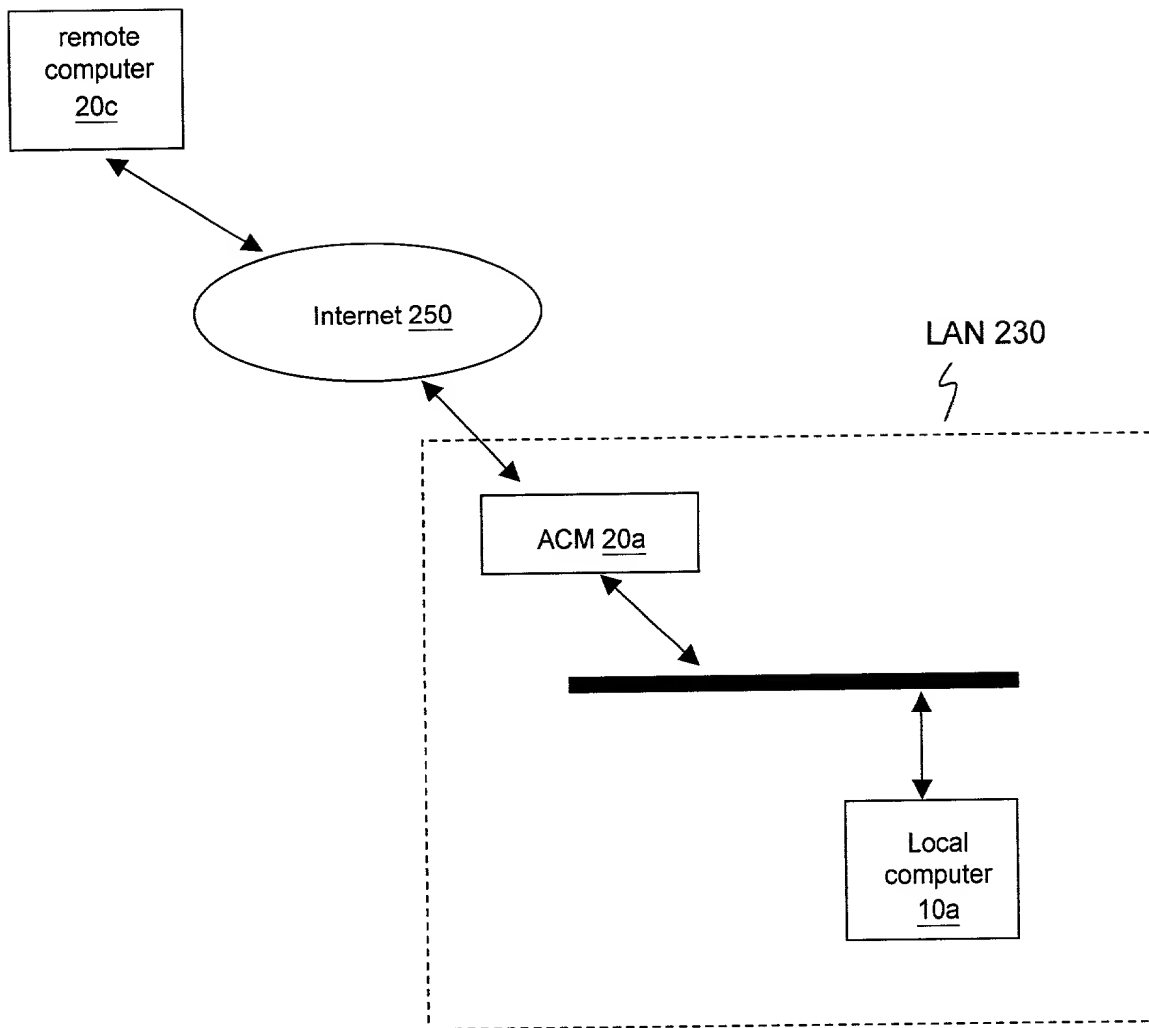 remote
computer
20c
Internet 250
LAN 230
ACM 20a
Local
computer
10a